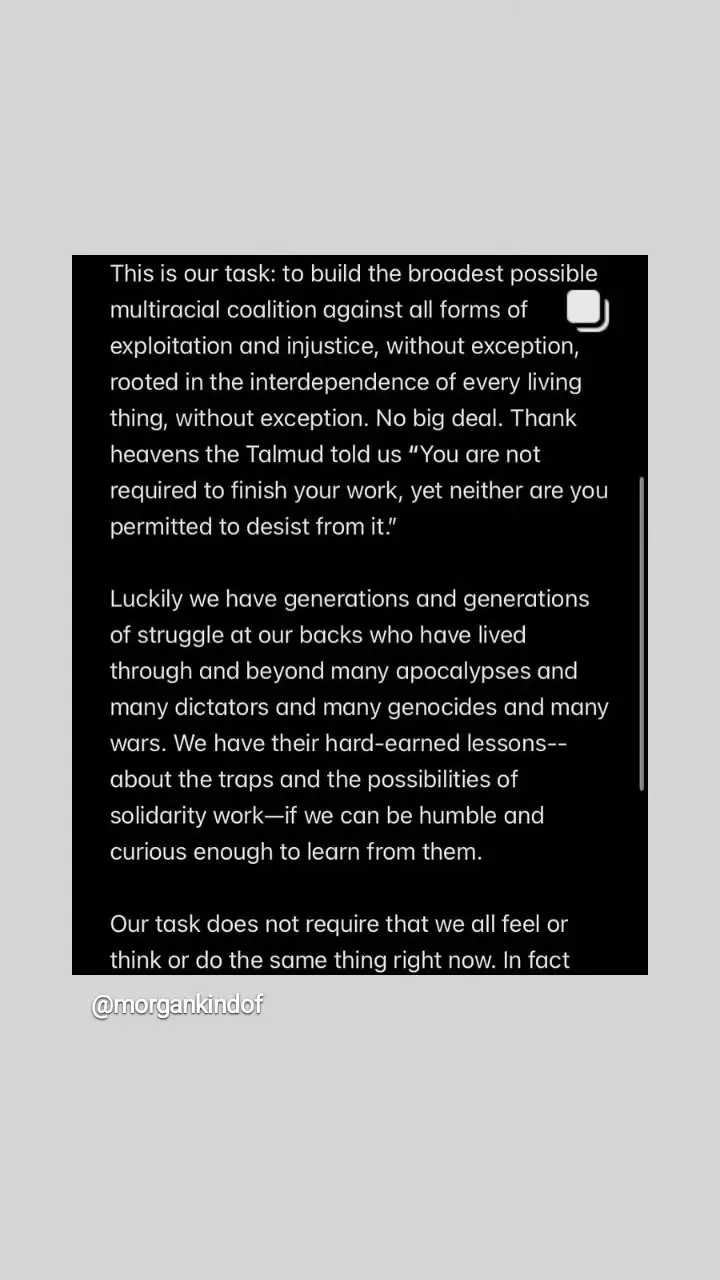 This is our task: to build the broadest possible
multiracial coalition against all forms of
exploitation and injustice, without exception,
rooted in the interdependence of every living
thing, without exception. No big deal. Thank
heavens the Talmud told us “You are not
required to finish your work, yet neither are you
permitted to desist from it.”
Luckily we have generations and generations
of struggle at our backs who have lived
through and beyond many apocalypses and
many dictators and many genocides and many
wars. We have their hard-earned lessons--
about the traps and the possibilities of
solidarity work—if we can be humble and
curious enough to learn from them.
Our task does not require that we all feel or
think or do the same thing right now. In fact
@morgankindof